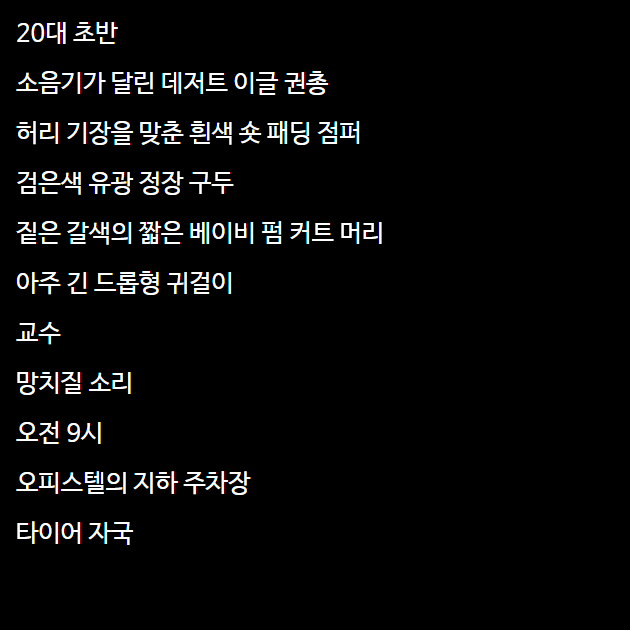 20대 초반
소음기가 달린 데저트 이글 권총
허리 기장을 맞춘 흰색 숏 패딩 점퍼
검은색 유광 정장 구두
짙은 갈색의 짧은 베이비 펌 커트 머리
아주 긴 드롭형 귀걸이
교수
망치질 소리
오전 9시
오피스텔의 지하 주차장
타이어 자국